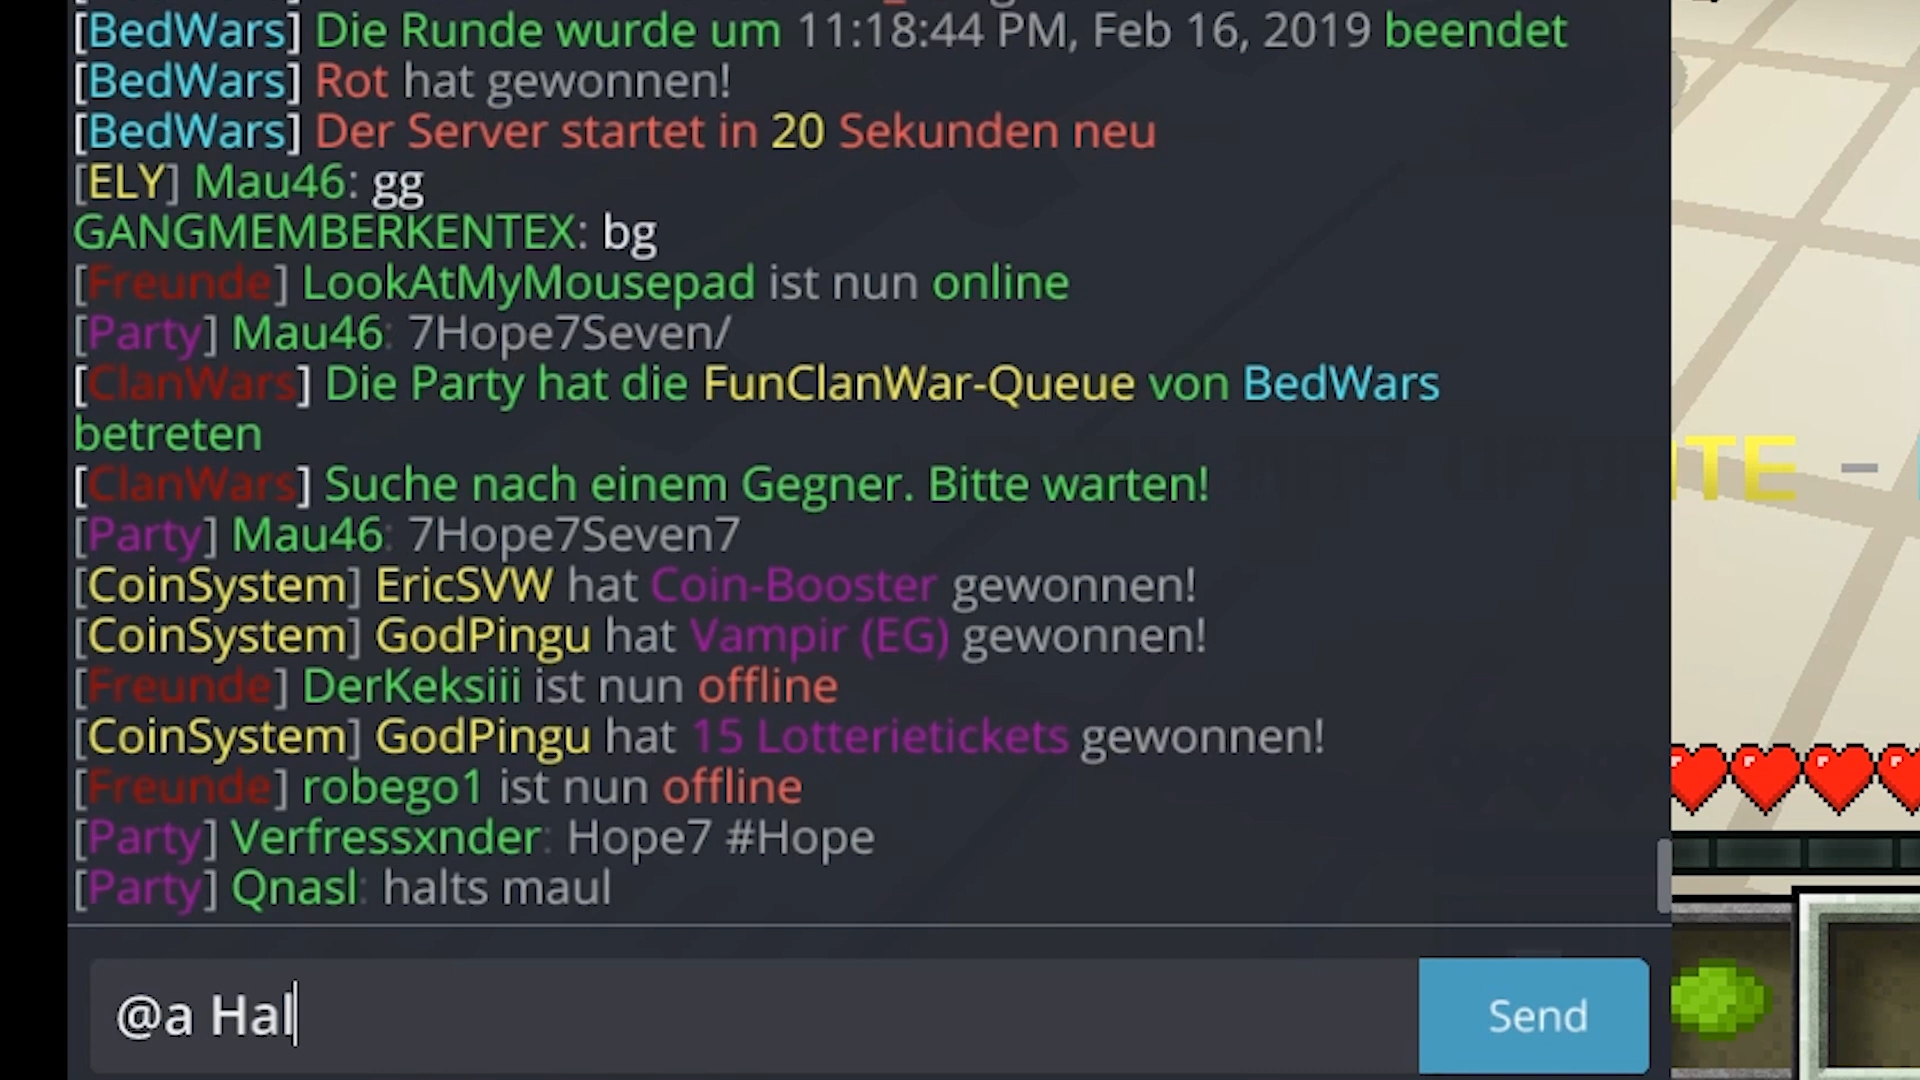 [BedWars] Die Runde wurde um 11:18:44 PM, Feb 16, 2019 beendet
[BedWars] Rot hat gewonnen!
[BedWars] Der Server startet in 20 Sekunden neu
[ELY] Mau46: gg
GANGMEMBERKENTEX: bg
[Freunde] LookAtMyMousepad ist nun online
[Party] Mau46: 7Hope7Seven/
[ClanWars] Die Party hat die FunClanWar-Queue von BedWars
betreten
[ClanWars] Suche nach einem Gegner. Bitte warten!
[Party] Mau46: 7Hope7Seven7
[CoinSystem] EricSVW hat Coin-Booster gewonnen!
[CoinSystem] GodPingu hat Vampir (EG) gewonnen!
[Freunde] DerKeksiii ist nun offline
[CoinSystem] GodPingu hat 15 Lotterietickets gewonnen!
[Freunde] robego1 ist nun offline
[Party] Verfressxnder: Hope7 #Hope
[Party] Qnasl: halts maul
@a Hal
Send